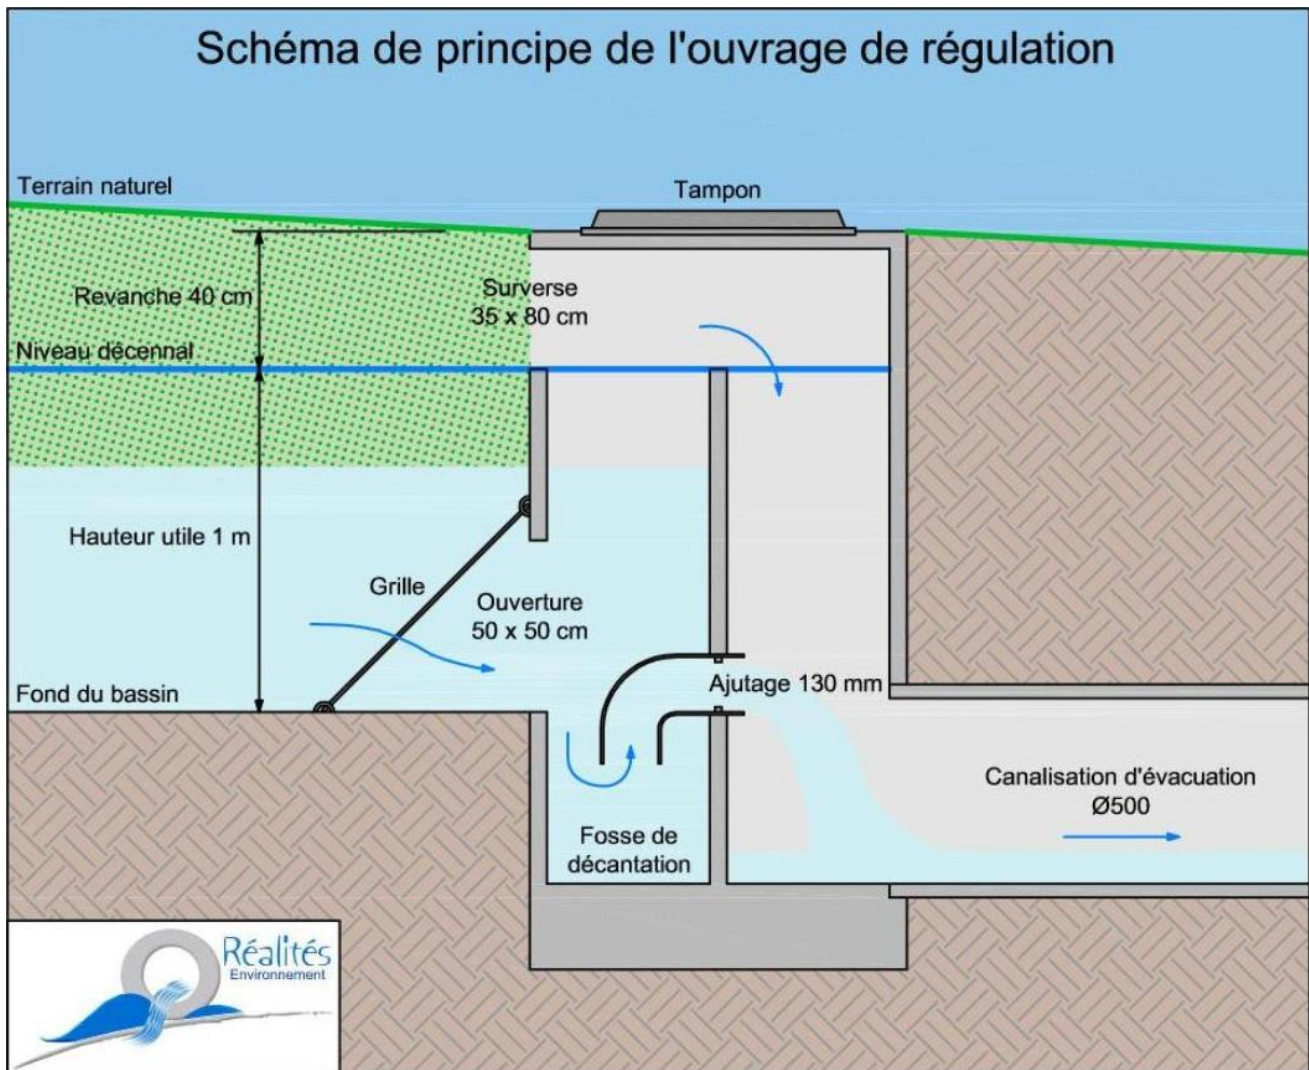 Schéma de principe de l'ouvrage de régulation
Terrain naturel
Tampon
Revanche 40 cm
Surverse
35 x 80 cm
Niveau décennal
Hauteur utile 1 m
Grille
Ouverture
50 x 50 cm
Fond du bassin
Ajutage 130 mm
Canalisation d'évacuation
Ø500
Fosse de
décantation
Réalités
Environnement